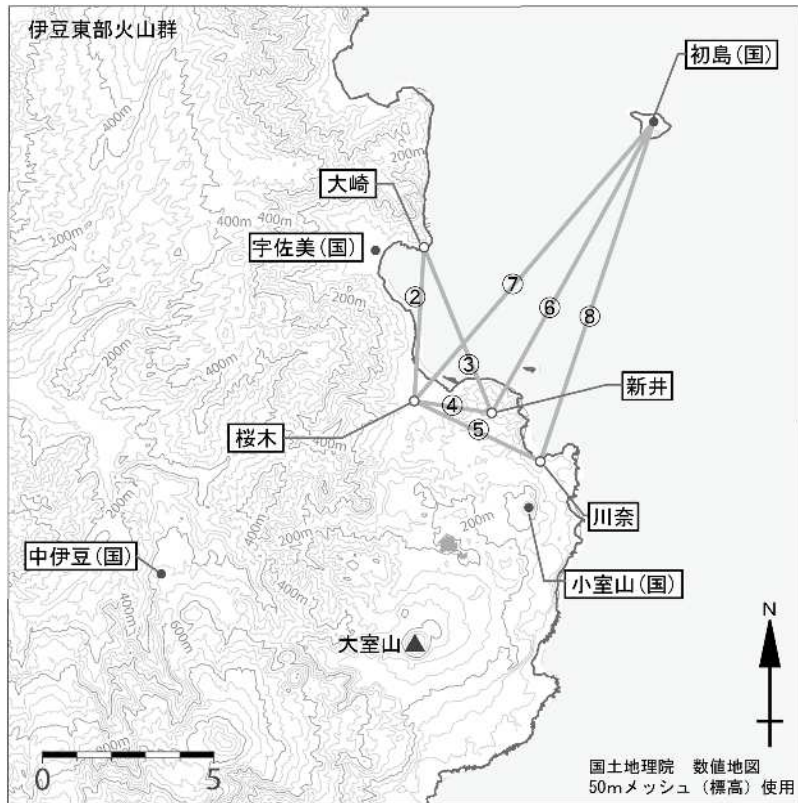 伊豆東部火山群
初島(国)
400m
200m
大崎
400m
400m
200m
宇佐美(国)
②
⑦
⑥
⑧
200m
200m
400m
③
新井
④
⑤
桜木
400m
200m
川奈
400m
200m
200m
中伊豆(国)
小室山(国)
400m
400m
600m
N
大室山
0
5
国土地理院 数値地図
50mメッシュ(標高)使用